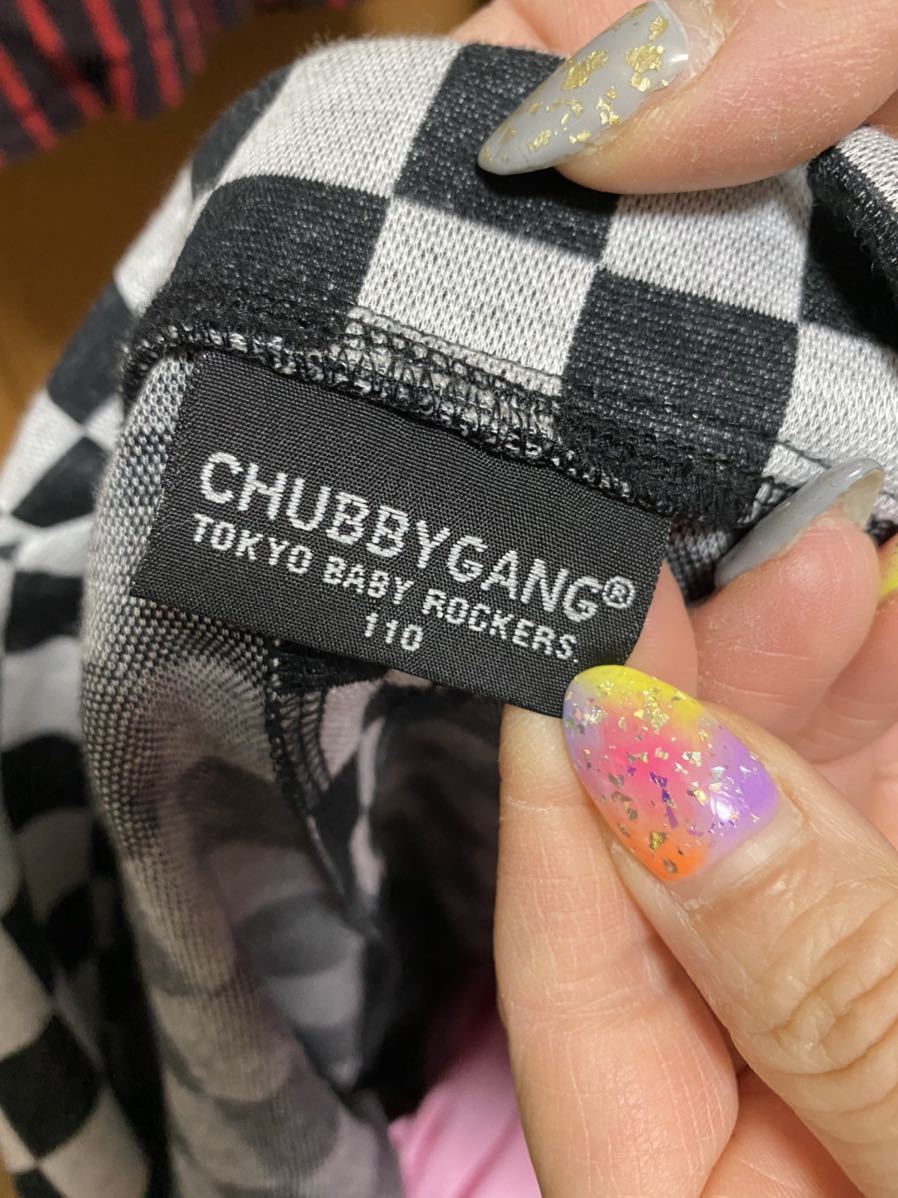 CHUBBYGANG®
TOKYO BABY ROCKERS.
110